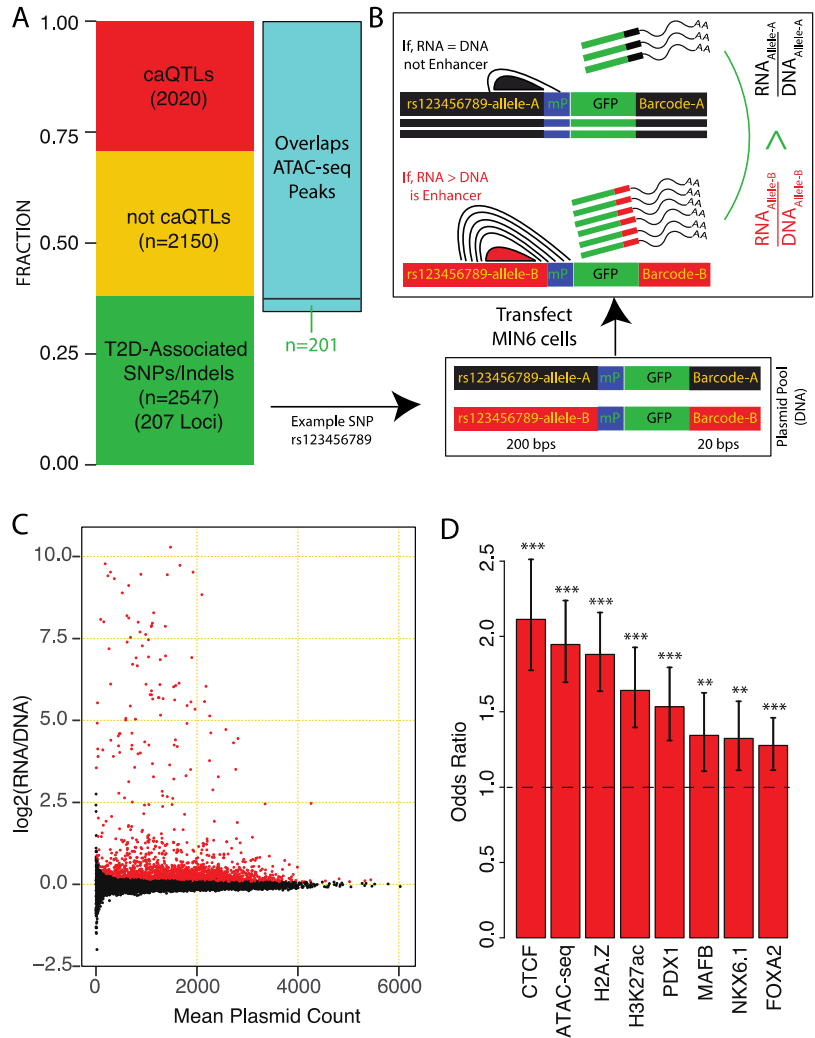 A
FRACTION
1.00
0.75
0.50
0.25
0.00
caQTLs
(2020)
not caQTLs
(n=2150)
T2D-Associated
SNPs/Indels
(n=2547)
(207 Loci)
Overlaps
ATAC-seq
Peaks
n=201
Example SNP
rs123456789
B
If, RNA = DNA
not Enhancer
AA
AA
AA
rs123456789-allele-A mP GFP Barcode-A
If, RNA > DNA
is Enhancer
AA
AA
AA
AA
AA
AA
rs123456789-allele-B mP GFP Barcode-B
RNA Allele-A
DNA Allele-A
<
RNA Allele-B
DNA Allele-B
Transfect
MIN6 cells
rs123456789-allele-A mP GFP Barcode-A
rs123456789-allele-B mP GFP Barcode-B
200 bps 20 bps
Plasmid Pool
(DNA)
C
log2(RNA/DNA)
10.0
7.5
5.0
2.5
0.0
−2.5
0 2000 4000 6000
Mean Plasmid Count
D
Odds Ratio
2.5
2.0
1.5
1.0
0.5
0.0
*** *** *** *** *** ** ** ***
CTCF
ATAC-seq
H2A.Z
H3K27ac
PDX1
MAFB
NKX6.1
FOXA2